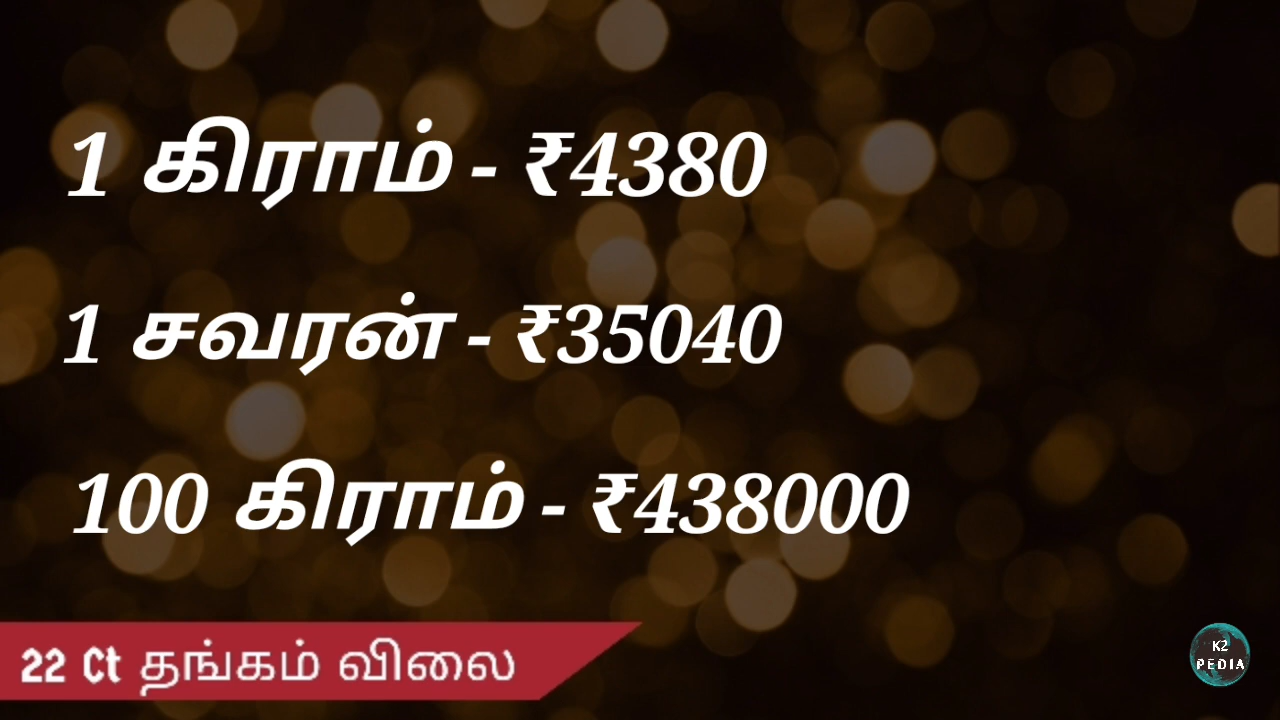 1 கிராம் - ₹4380
1 சவரன் - ₹35040
100 கிராம் - ₹438000
22 Ct தங்கம் விலை
K2
PEDIA